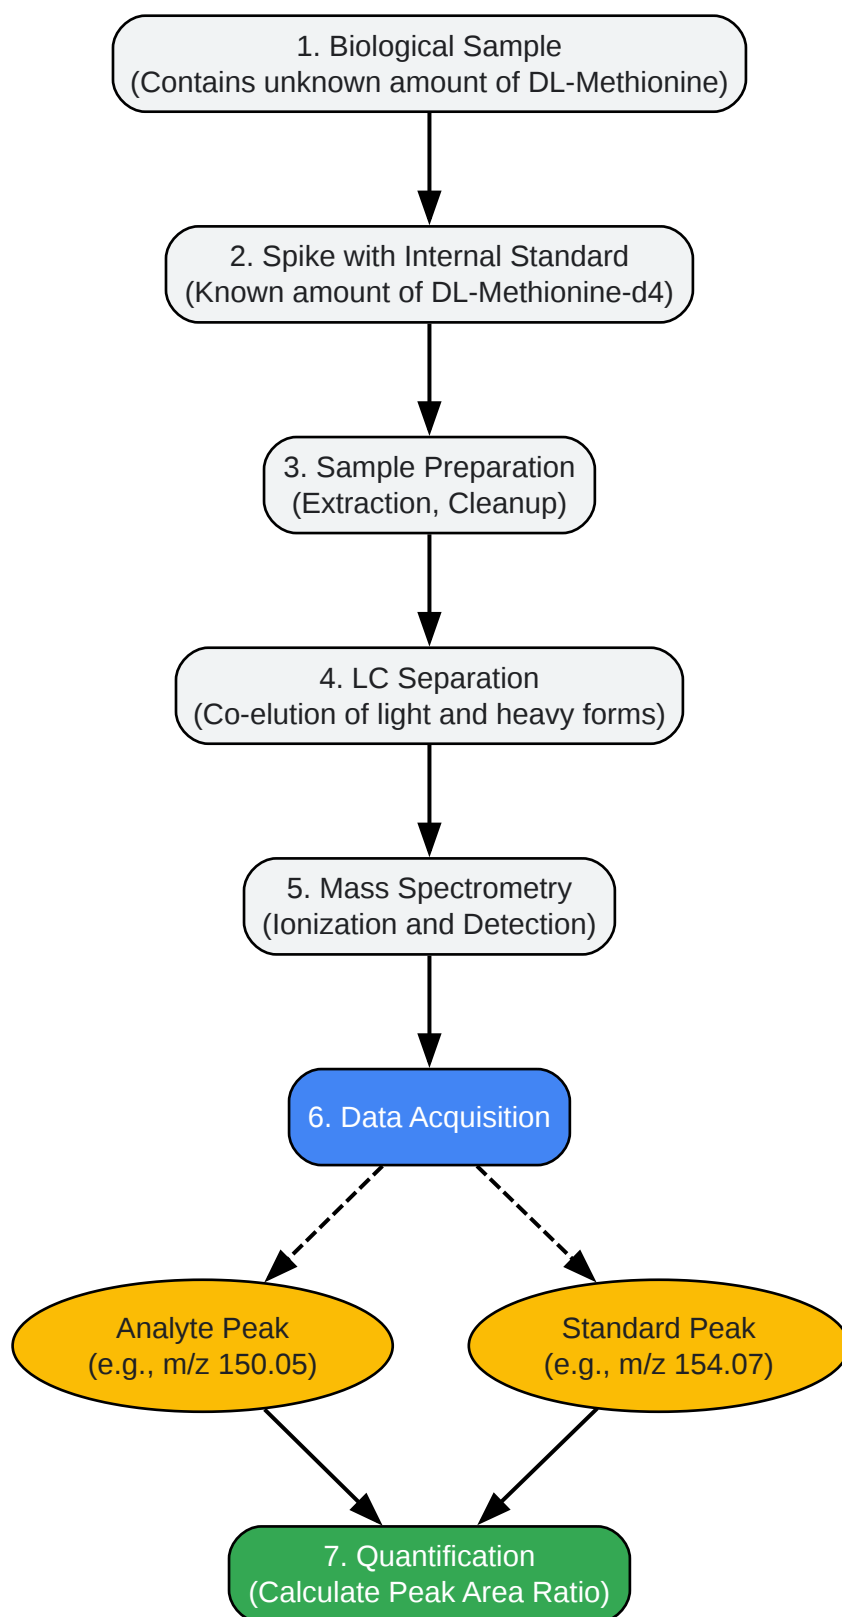 1. Biological Sample
(Contains unknown amount of DL-Methionine)
2. Spike with Internal Standard
(Known amount of DL-Methionine-d4)
3. Sample Preparation
(Extraction, Cleanup)
4. LC Separation
(Co-elution of light and heavy forms)
5. Mass Spectrometry
(Ionization and Detection)
6. Data Acquisition
Analyte Peak
(e.g., m/z 150.05)
Standard Peak
(e.g., m/z 154.07)
7. Quantification
(Calculate Peak Area Ratio)